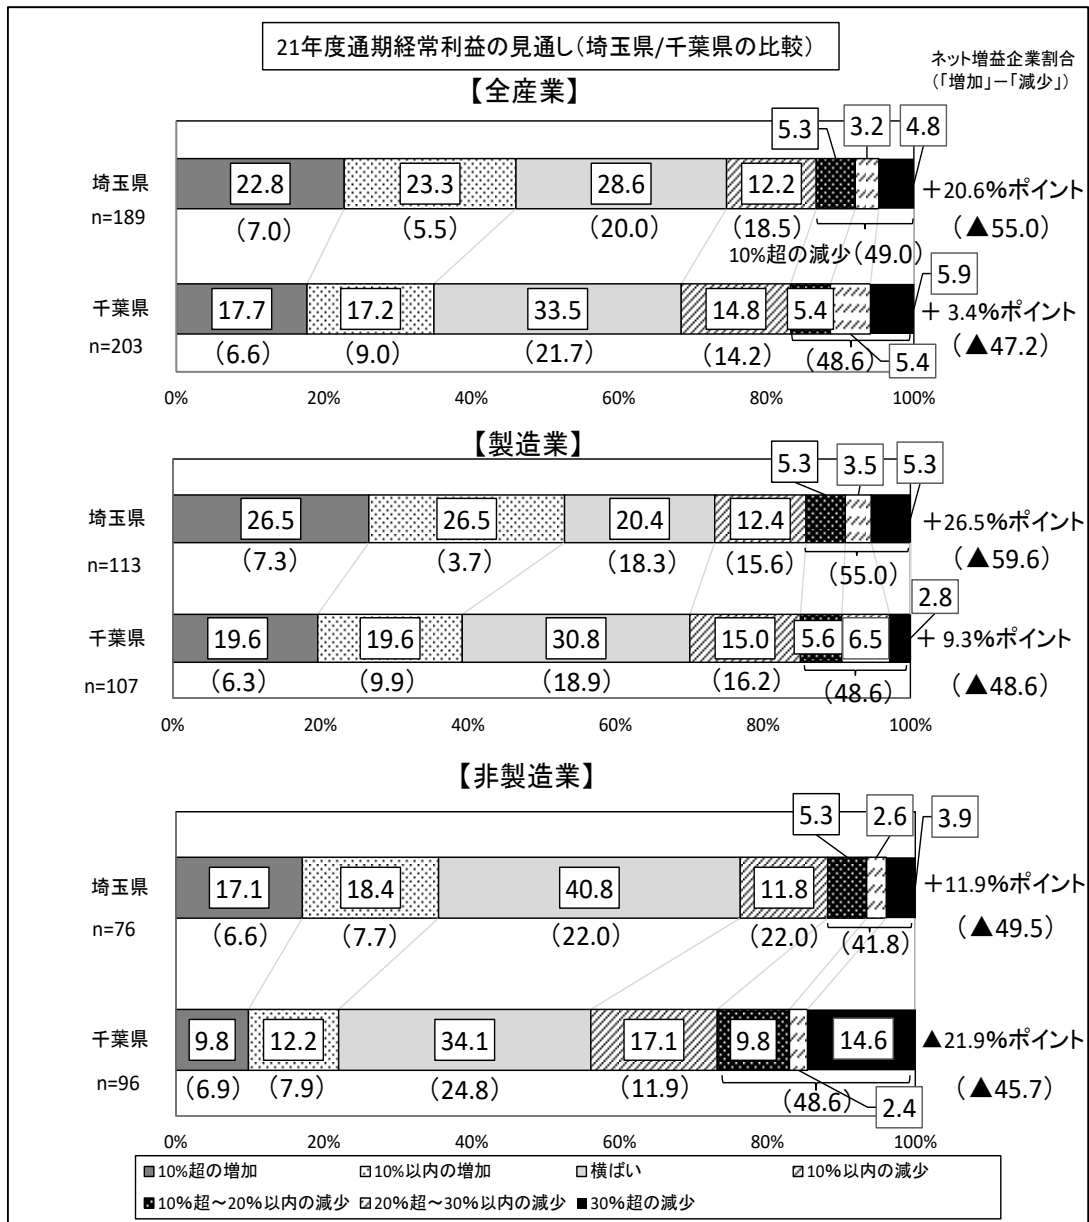 21年度通期経常利益の見通し（埼玉県/千葉県の比較）
ネット増益企業割合
（「増加」－「減少」）
【全産業】
5.3 3.2 4.8
埼玉県 22.8 23.3 28.6 12.2 ＋20.6%ポイント
n=189 （7.0） （5.5） （20.0） （18.5） （▲55.0）
10%超の減少（49.0）
5.9
千葉県 17.7 17.2 33.5 14.8 5.4 ＋ 3.4%ポイント
n=203 （6.6） （9.0） （21.7） （14.2） （48.6） 5.4 （▲47.2）
0% 20% 40% 60% 80% 100%
【製造業】
5.3 3.5 5.3
埼玉県 26.5 26.5 20.4 12.4 ＋26.5%ポイント
n=113 （7.3） （3.7） （18.3） （15.6） （55.0） （▲59.6）
2.8
千葉県 19.6 19.6 30.8 15.0 5.6 6.5 ＋ 9.3%ポイント
n=107 （6.3） （9.9） （18.9） （16.2） （48.6） （▲48.6）
0% 20% 40% 60% 80% 100%
【非製造業】
5.3 2.6 3.9
埼玉県 17.1 18.4 40.8 11.8 ＋11.9%ポイント
n=76 （6.6） （7.7） （22.0） （22.0） （41.8） （▲49.5）
千葉県 9.8 12.2 34.1 17.1 9.8 14.6 ▲21.9%ポイント
n=96 （6.9） （7.9） （24.8） （11.9） （48.6） 2.4 （▲45.7）
0% 20% 40% 60% 80% 100%
10%超の増加 10%以内の増加 横ばい 10％以内の減少
10%超～20％以内の減少 20%超～30％以内の減少 30％超の減少